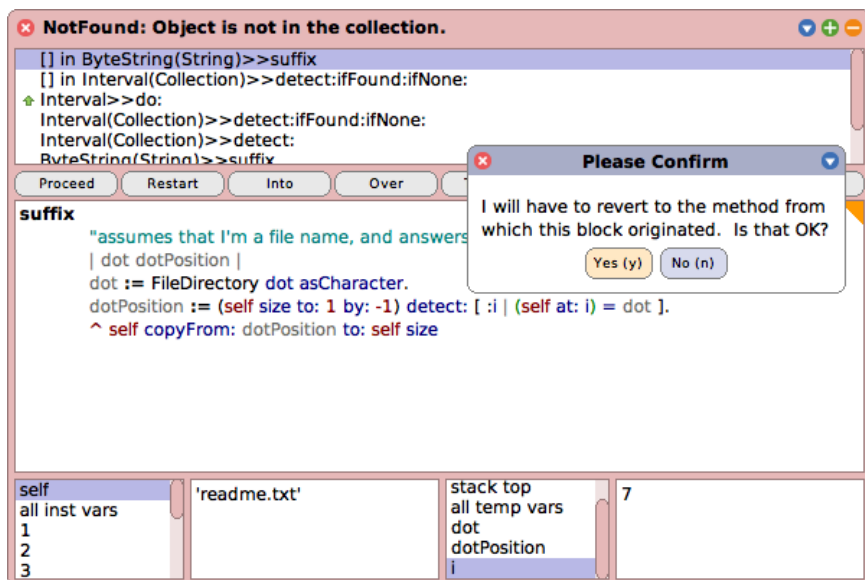 NotFound: Object is not in the collection.
[] in ByteString(String)>>suffix
[] in Interval(Collection)>>detect:ifFound:ifNone:
Interval>>do:
Interval(Collection)>>detect:ifFound:ifNone:
Interval(Collection)>>detect:
ByteString(String)>>suffix
Proceed Restart Into Over
Please Confirm
I will have to revert to the method from
which this block originated. Is that OK?
Yes (y) No (n)
suffix
"assumes that I'm a file name, and answers
| dot dotPosition |
dot := FileDirectory dot asCharacter.
dotPosition := (self size to: 1 by: -1) detect: [ :i | (self at: i) = dot ].
^ self copyFrom: dotPosition to: self size
self
all inst vars
1
2
3
'readme.txt'
stack top
all temp vars
dot
dotPosition
i
7